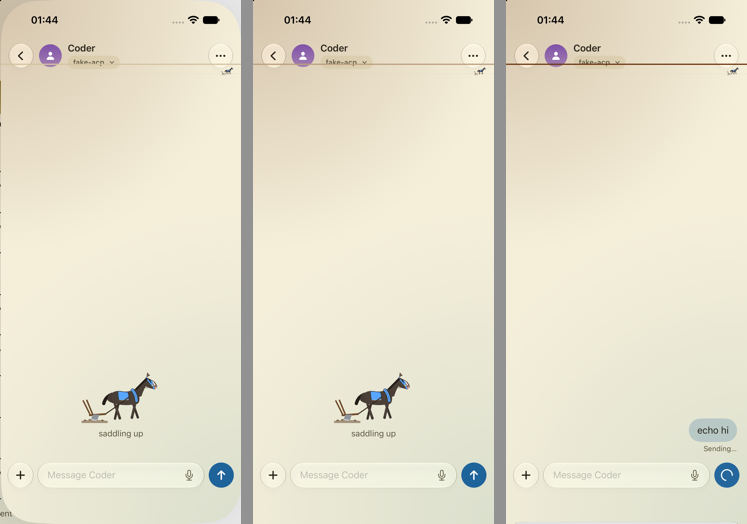 01:44
Coder
fake-acp
saddling up
Message Coder
ent
01:44
Coder
fake-acp
saddling up
Message Coder
01:44
Coder
fake-acp
echo hi
Sending...
Message Coder